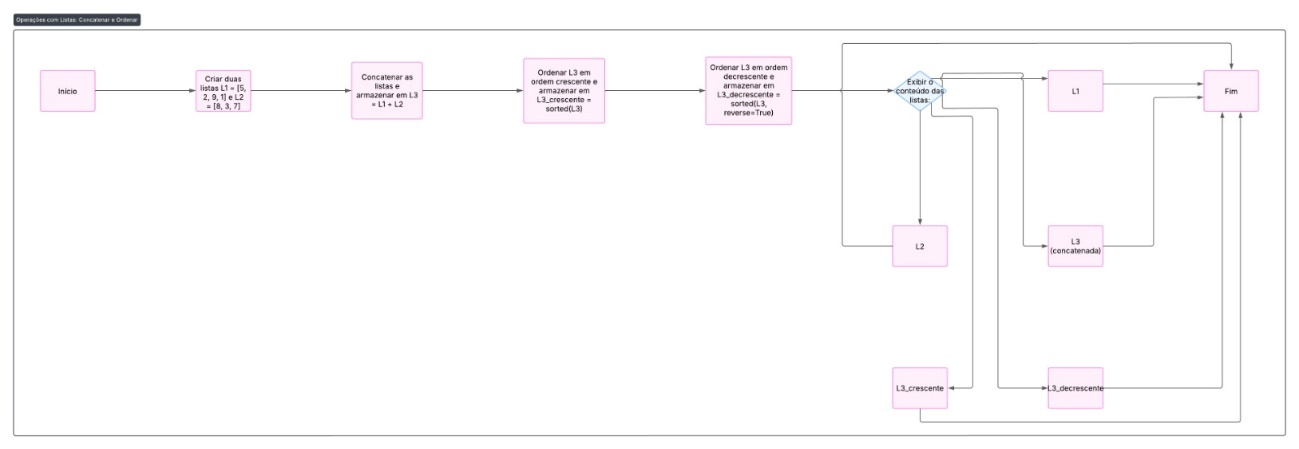 Operações com Listas: Concatenar e Ordenar
Início
Criar duas
listas L1 = [5,
2, 9, 1] e L2
= [8, 3, 7]
Concatenar as
listas e
armazenar em L3
= L1 + L2
Ordenar L3 em
ordem crescente e
armazenar em
L3_crescente =
sorted(L3)
Ordenar L3 em ordem
decrescente e
armazenar em
L3_decrescente =
sorted(L3,
reverse=True)
Exibir o
conteúdo das
listas:
L1
Fim
L2
L3
(concatenada)
L3_crescente
L3_decrescente